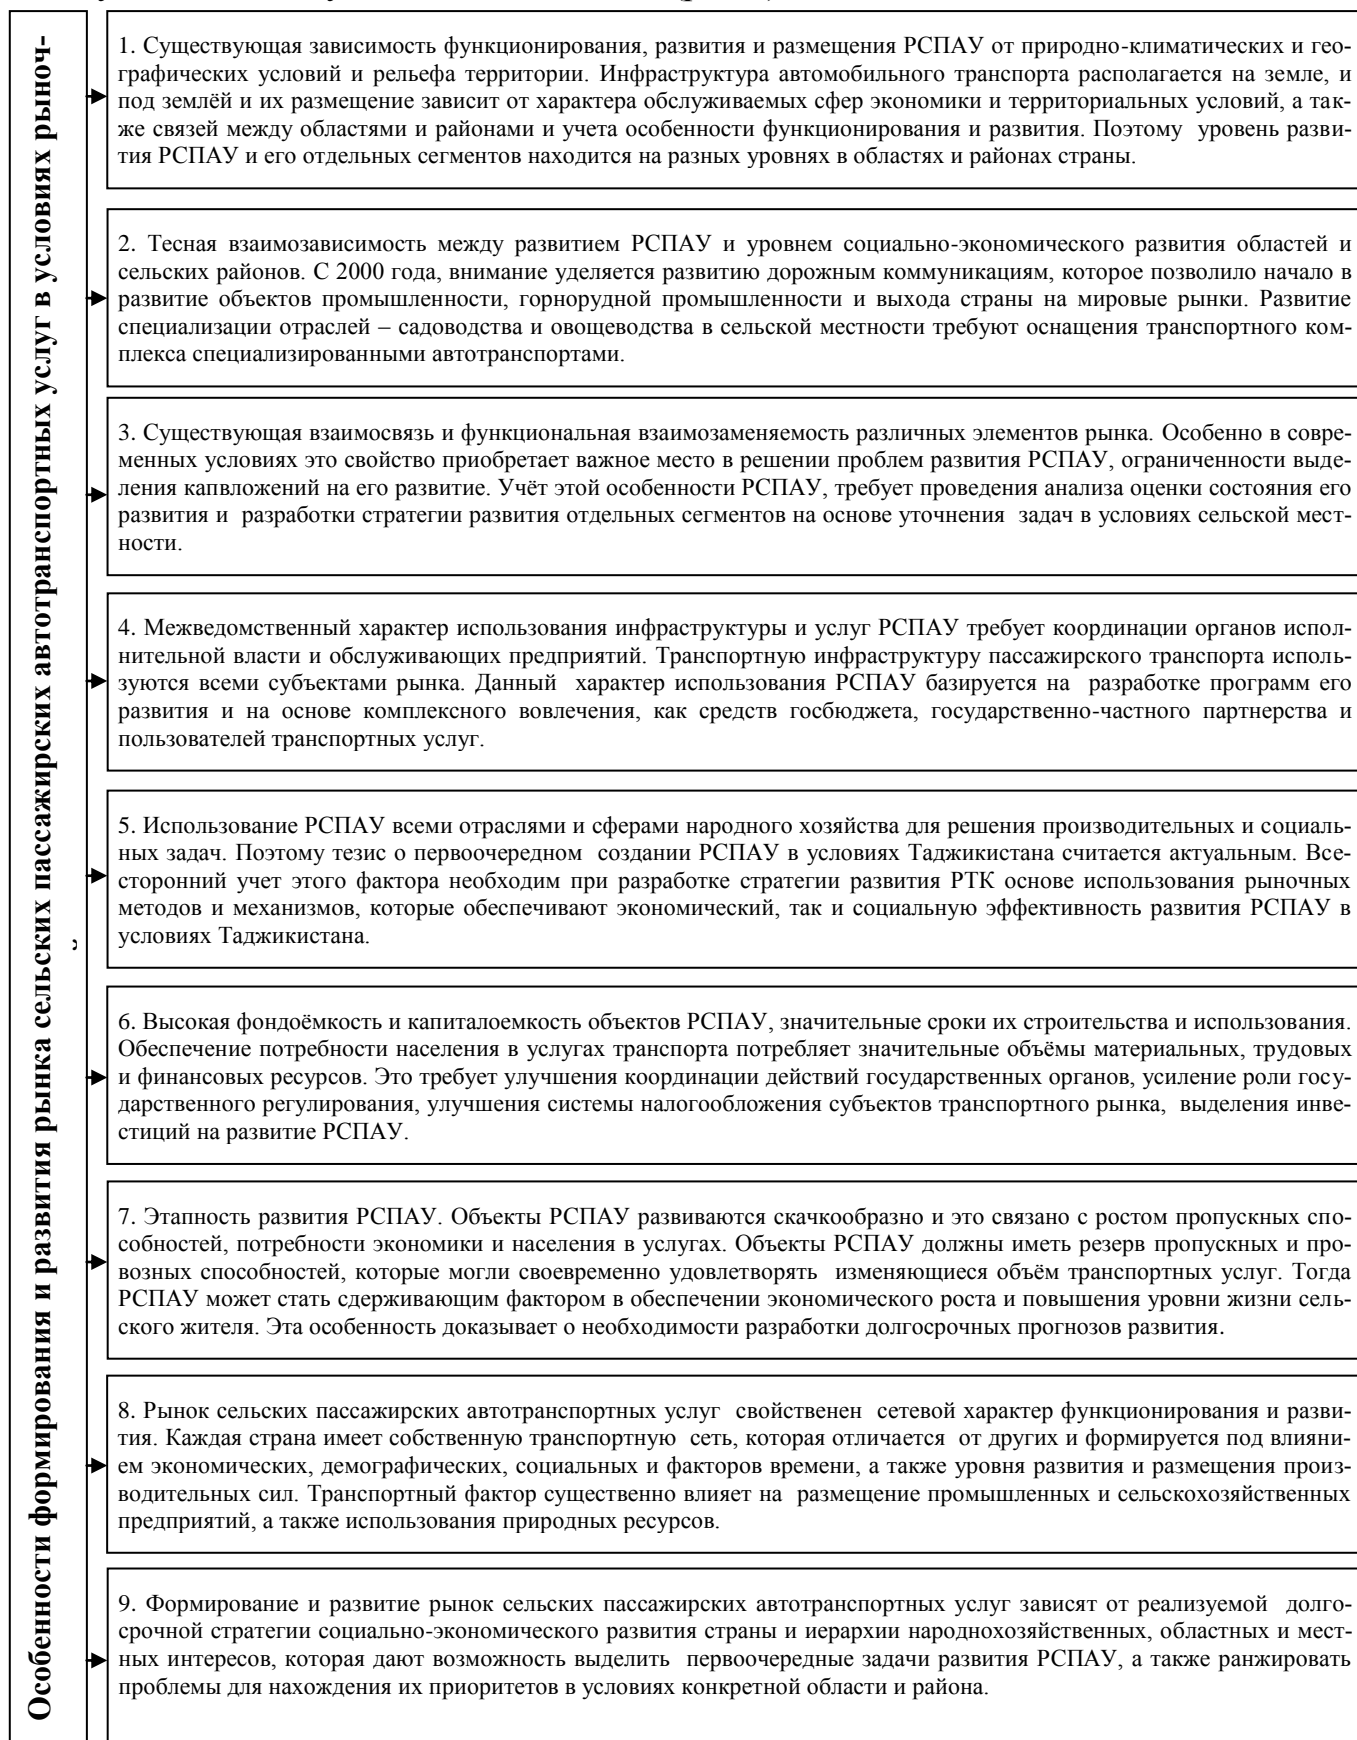 Особенности формирования и развития рынка сельских пассажирских автотранспортных услуг в условиях рыноч-
1. Существующая зависимость функционирования, развития и размещения РСПАУ от природно-климатических и гео-
графических условий и рельефа территории. Инфраструктура автомобильного транспорта располагается на земле, и
под землёй и их размещение зависит от характера обслуживаемых сфер экономики и территориальных условий, а так-
же связей между областями и районами и учета особенности функционирования и развития. Поэтому уровень разви-
тия РСПАУ и его отдельных сегментов находится на разных уровнях в областях и районах страны.
2. Тесная взаимозависимость между развитием РСПАУ и уровнем социально-экономического развития областей и
сельских районов. С 2000 года, внимание уделяется развитию дорожным коммуникациям, которое позволило начало в
развитие объектов промышленности, горнорудной промышленности и выхода страны на мировые рынки. Развитие
специализации отраслей – садоводства и овощеводства в сельской местности требуют оснащения транспортного ком-
плекса специализированными автотранспортами.
3. Существующая взаимосвязь и функциональная взаимозаменяемость различных элементов рынка. Особенно в совре-
менных условиях это свойство приобретает важное место в решении проблем развития РСПАУ, ограниченности выде-
ления капвложений на его развитие. Учёт этой особенности РСПАУ, требует проведения анализа оценки состояния его
развития и разработки стратегии развития отдельных сегментов на основе уточнения задач в условиях сельской мест-
ности.
4. Межведомственный характер использования инфраструктуры и услуг РСПАУ требует координации органов испол-
нительной власти и обслуживающих предприятий. Транспортную инфраструктуру пассажирского транспорта исполь-
зуются всеми субъектами рынка. Данный характер использования РСПАУ базируется на разработке программ его
развития и на основе комплексного вовлечения, как средств госбюджета, государственно-частного партнерства и
пользователей транспортных услуг.
5. Использование РСПАУ всеми отраслями и сферами народного хозяйства для решения производительных и социаль-
ных задач. Поэтому тезис о первоочередном создании РСПАУ в условиях Таджикистана считается актуальным. Все-
сторонний учет этого фактора необходим при разработке стратегии развития РТК основе использования рыночных
методов и механизмов, которые обеспечивают экономический, так и социальную эффективность развития РСПАУ в
условиях Таджикистана.
6. Высокая фондоёмкость и капиталоемкость объектов РСПАУ, значительные сроки их строительства и использования.
Обеспечение потребности населения в услугах транспорта потребляет значительные объёмы материальных, трудовых
и финансовых ресурсов. Это требует улучшения координации действий государственных органов, усиление роли госу-
дарственного регулирования, улучшения системы налогообложения субъектов транспортного рынка, выделения инве-
стиций на развитие РСПАУ.
7. Этапность развития РСПАУ. Объекты РСПАУ развиваются скачкообразно и это связано с ростом пропускных спо-
собностей, потребности экономики и населения в услугах. Объекты РСПАУ должны иметь резерв пропускных и про-
возных способностей, которые могли своевременно удовлетворять изменяющиеся объём транспортных услуг. Тогда
РСПАУ может стать сдерживающим фактором в обеспечении экономического роста и повышения уровни жизни сель-
ского жителя. Эта особенность доказывает о необходимости разработки долгосрочных прогнозов развития.
8. Рынок сельских пассажирских автотранспортных услуг свойственен сетевой характер функционирования и разви-
тия. Каждая страна имеет собственную транспортную сеть, которая отличается от других и формируется под влияни-
ем экономических, демографических, социальных и факторов времени, а также уровня развития и размещения произ-
водительных сил. Транспортный фактор существенно влияет на размещение промышленных и сельскохозяйственных
предприятий, а также использования природных ресурсов.
9. Формирование и развитие рынок сельских пассажирских автотранспортных услуг зависят от реализуемой долго-
срочной стратегии социально-экономического развития страны и иерархии народнохозяйственных, областных и мест-
ных интересов, которая дают возможность выделить первоочередные задачи развития РСПАУ, а также ранжировать
проблемы для нахождения их приоритетов в условиях конкретной области и района.